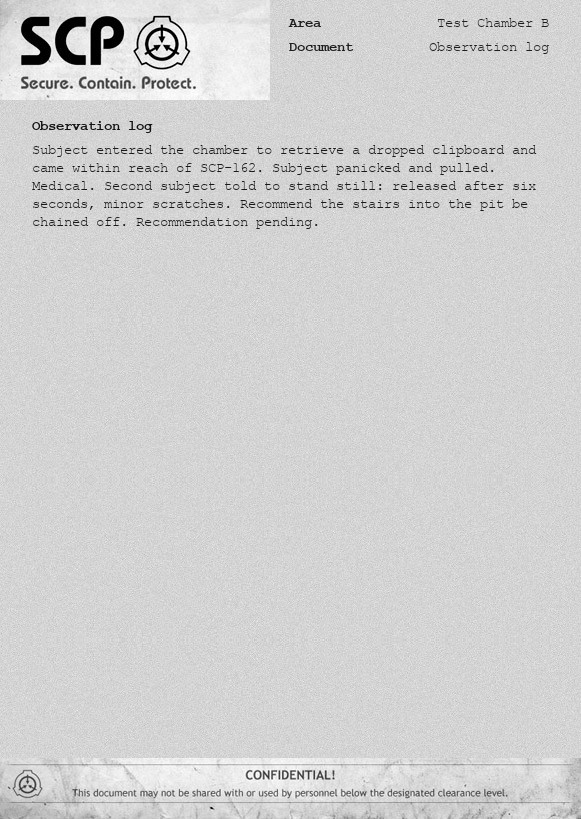 SCP
Secure. Contain. Protect.
Area Test Chamber B
Document Observation log
Observation log
Subject entered the chamber to retrieve a dropped clipboard and
came within reach of SCP-162. Subject panicked and pulled.
Medical. Second subject told to stand still: released after six
seconds, minor scratches. Recommend the stairs into the pit be
chained off. Recommendation pending.
CONFIDENTIAL!
This document may not be shared with or used by personnel below the designated clearance level.